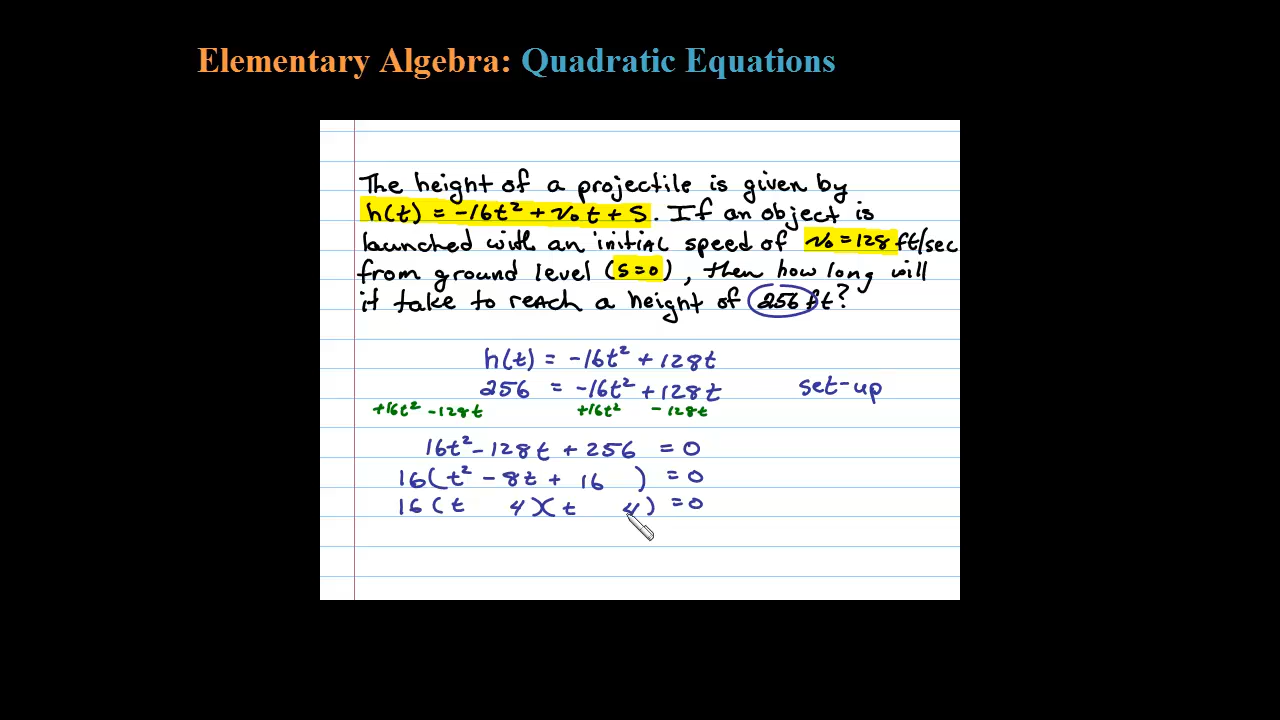 Elementary Algebra: Quadratic Equations
The height of a projectile is given by
h(t) = -16t² + v₀t + s. If an object is
launched with an initial speed of v₀ = 128 ft/sec
from ground level (s=0), then how long will
it take to reach a height of 256 ft?
h(t) = -16t² + 128t
256 = -16t² + 128t set-up
+16t² -128t +16t² -128t
16t² - 128t + 256 = 0
16(t² - 8t + 16 ) = 0
16(t 4)(t 4) = 0